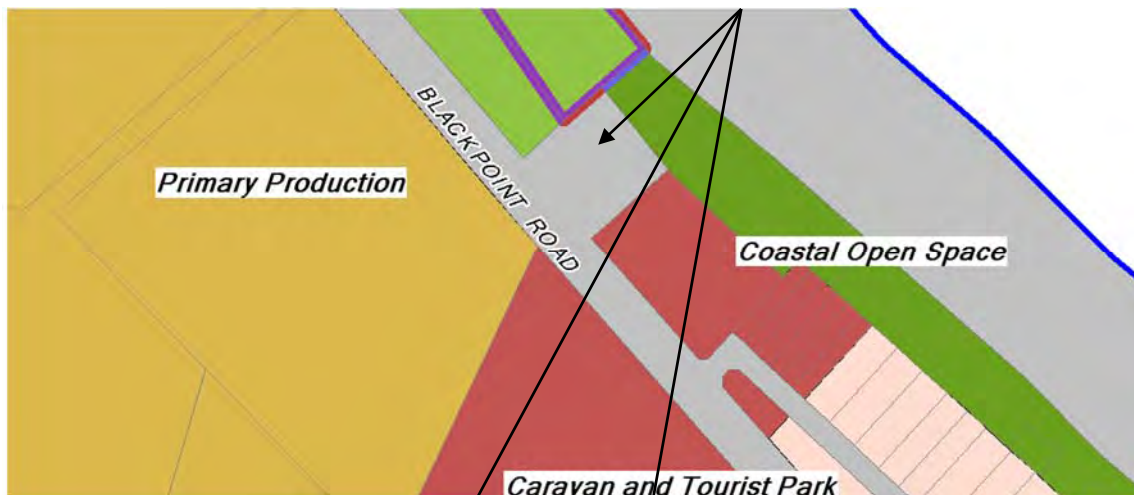 BLACKPOINT ROAD
Primary Production
Coastal Open Space
Caravan and Tourist Park